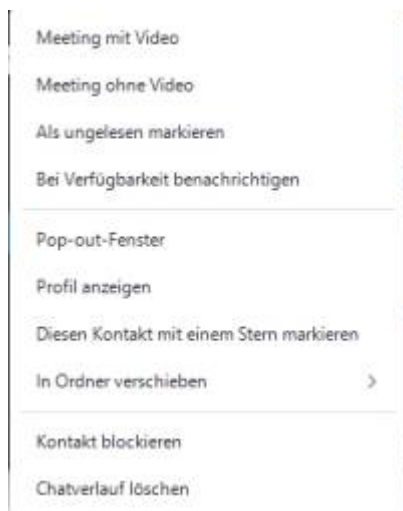 Meeting mit Video
Meeting ohne Video
Als ungelesen markieren
Bei Verfügbarkeit benachrichtigen
Pop-out-Fenster
Profil anzeigen
Diesen Kontakt mit einem Stern markieren
In Ordner verschieben
Kontakt blockieren
Chatverlauf löschen